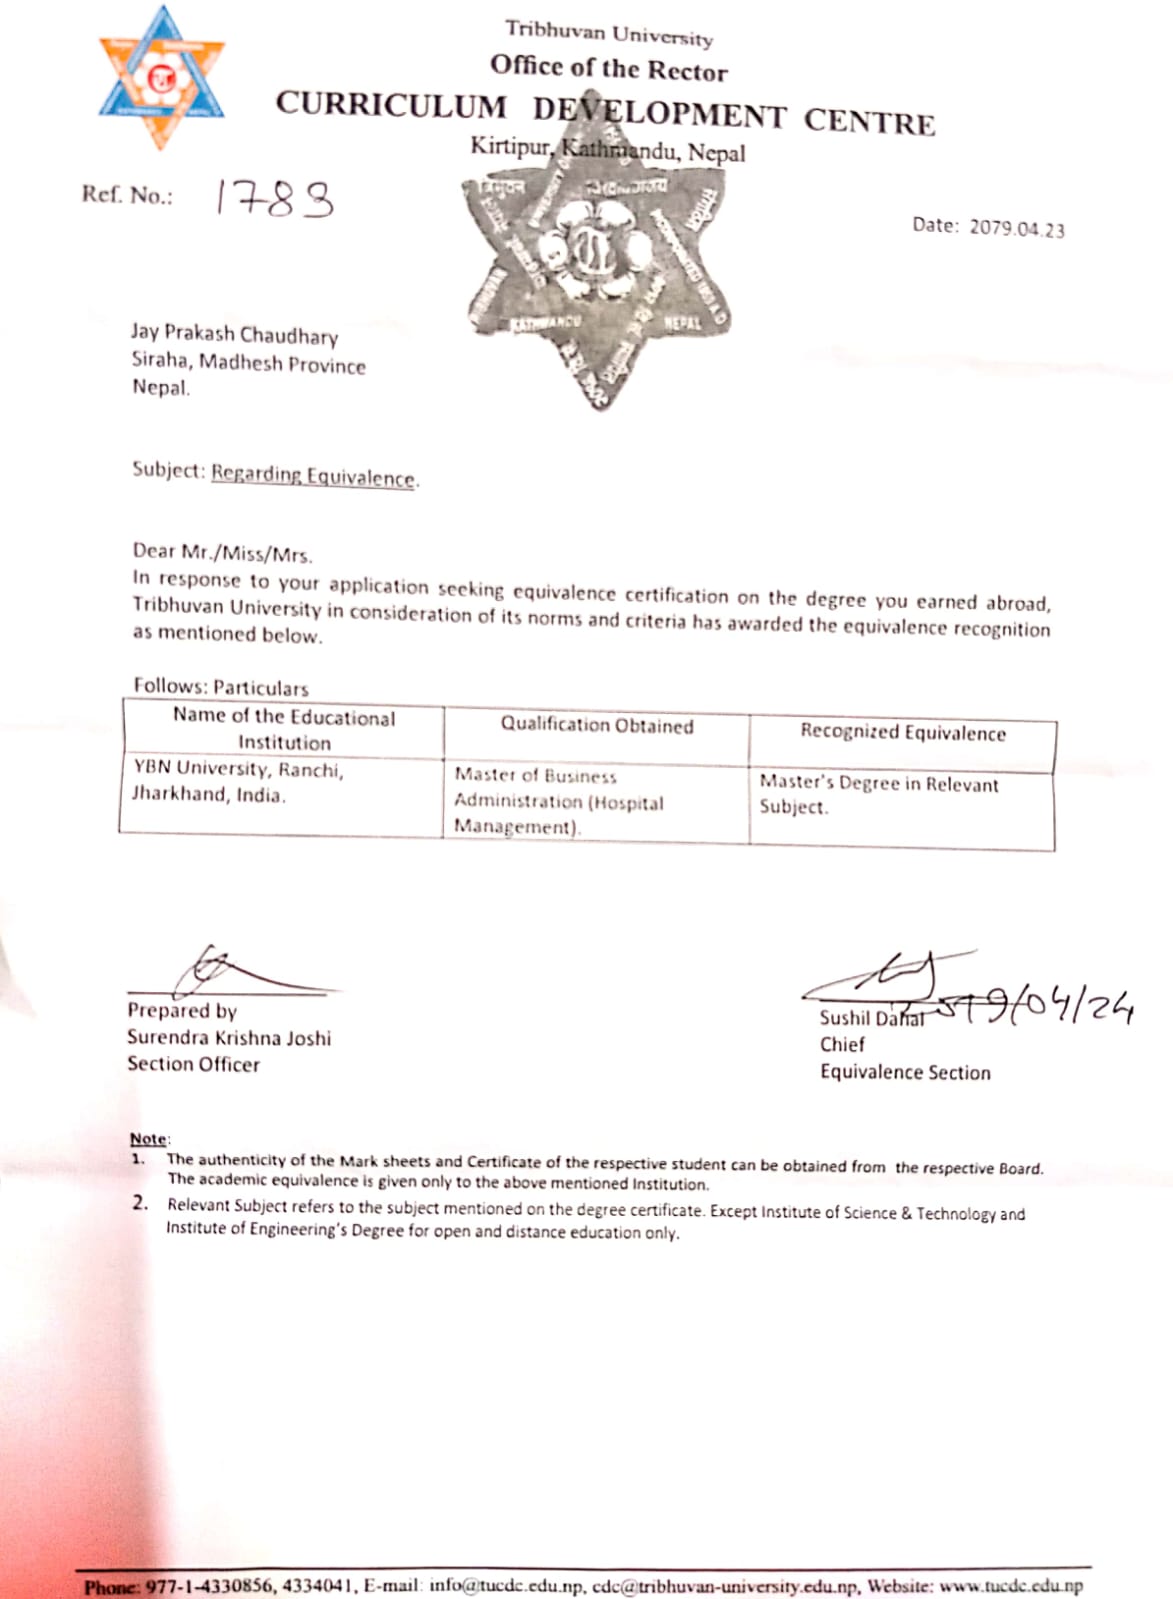 Tribhuvan University
Office of the Rector
CURRICULUM DEVELOPMENT CENTRE
Kirtipur, Kathmandu, Nepal
Ref. No.: 1783
Date: 2079.04.23
त्रिभुवन
KATHMANDU NEPAL
Jay Prakash Chaudhary
Siraha, Madhesh Province
Nepal.
Subject: Regarding Equivalence.
Dear Mr./Miss/Mrs.
In response to your application seeking equivalence certification on the degree you earned abroad,
Tribhuvan University in consideration of its norms and criteria has awarded the equivalence recognition
as mentioned below.
Follows: Particulars
Name of the Educational Institution
Qualification Obtained
Recognized Equivalence
YBN University, Ranchi,
Jharkhand, India.
Master of Business
Administration (Hospital
Management).
Master's Degree in Relevant
Subject.
Prepared by
Surendra Krishna Joshi
Section Officer
Sushil Dahal
Chief
Equivalence Section
Note:
1. The authenticity of the Mark sheets and Certificate of the respective student can be obtained from the respective Board.
The academic equivalence is given only to the above mentioned Institution.
2. Relevant Subject refers to the subject mentioned on the degree certificate. Except Institute of Science & Technology and
Institute of Engineering's Degree for open and distance education only.
Phone: 977-1-4330856, 4334041, E-mail: info@tucdc.edu.np, cdc@tribhuvan-university.edu.np, Website: www.tucdc.edu.np